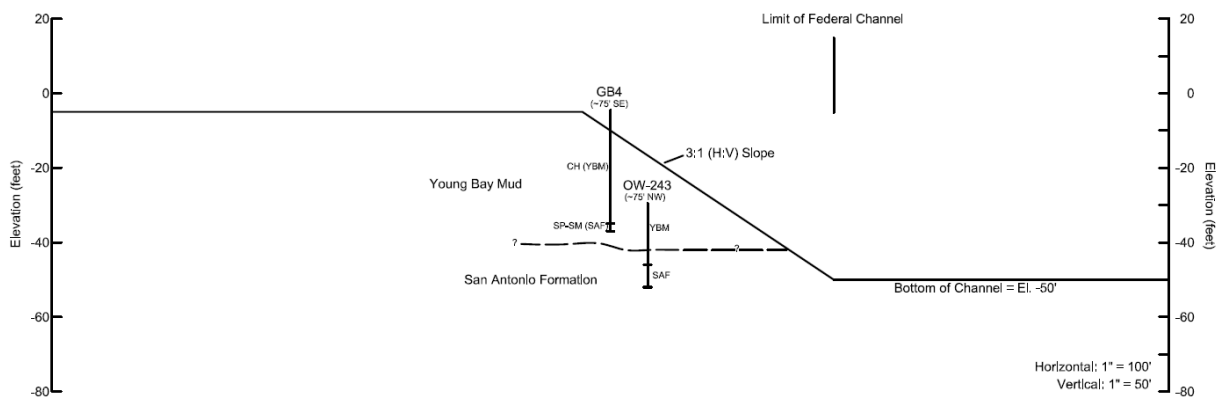 20
Limit of Federal Channel
20
0
GB4
(~75' SE)
0
3:1 (H:V) Slope
CH (YBM)
-20
-20
Young Bay Mud
OW-243
(~75' NW)
Elevation (feet)
Elevation (feet)
SP-SM (SAF)
YBM
-40
?
?
-40
San Antonio Formation
SAF
Bottom of Channel = El. -50'
-60
-60
Horizontal: 1" = 100'
Vertical: 1" = 50'
-80
-80